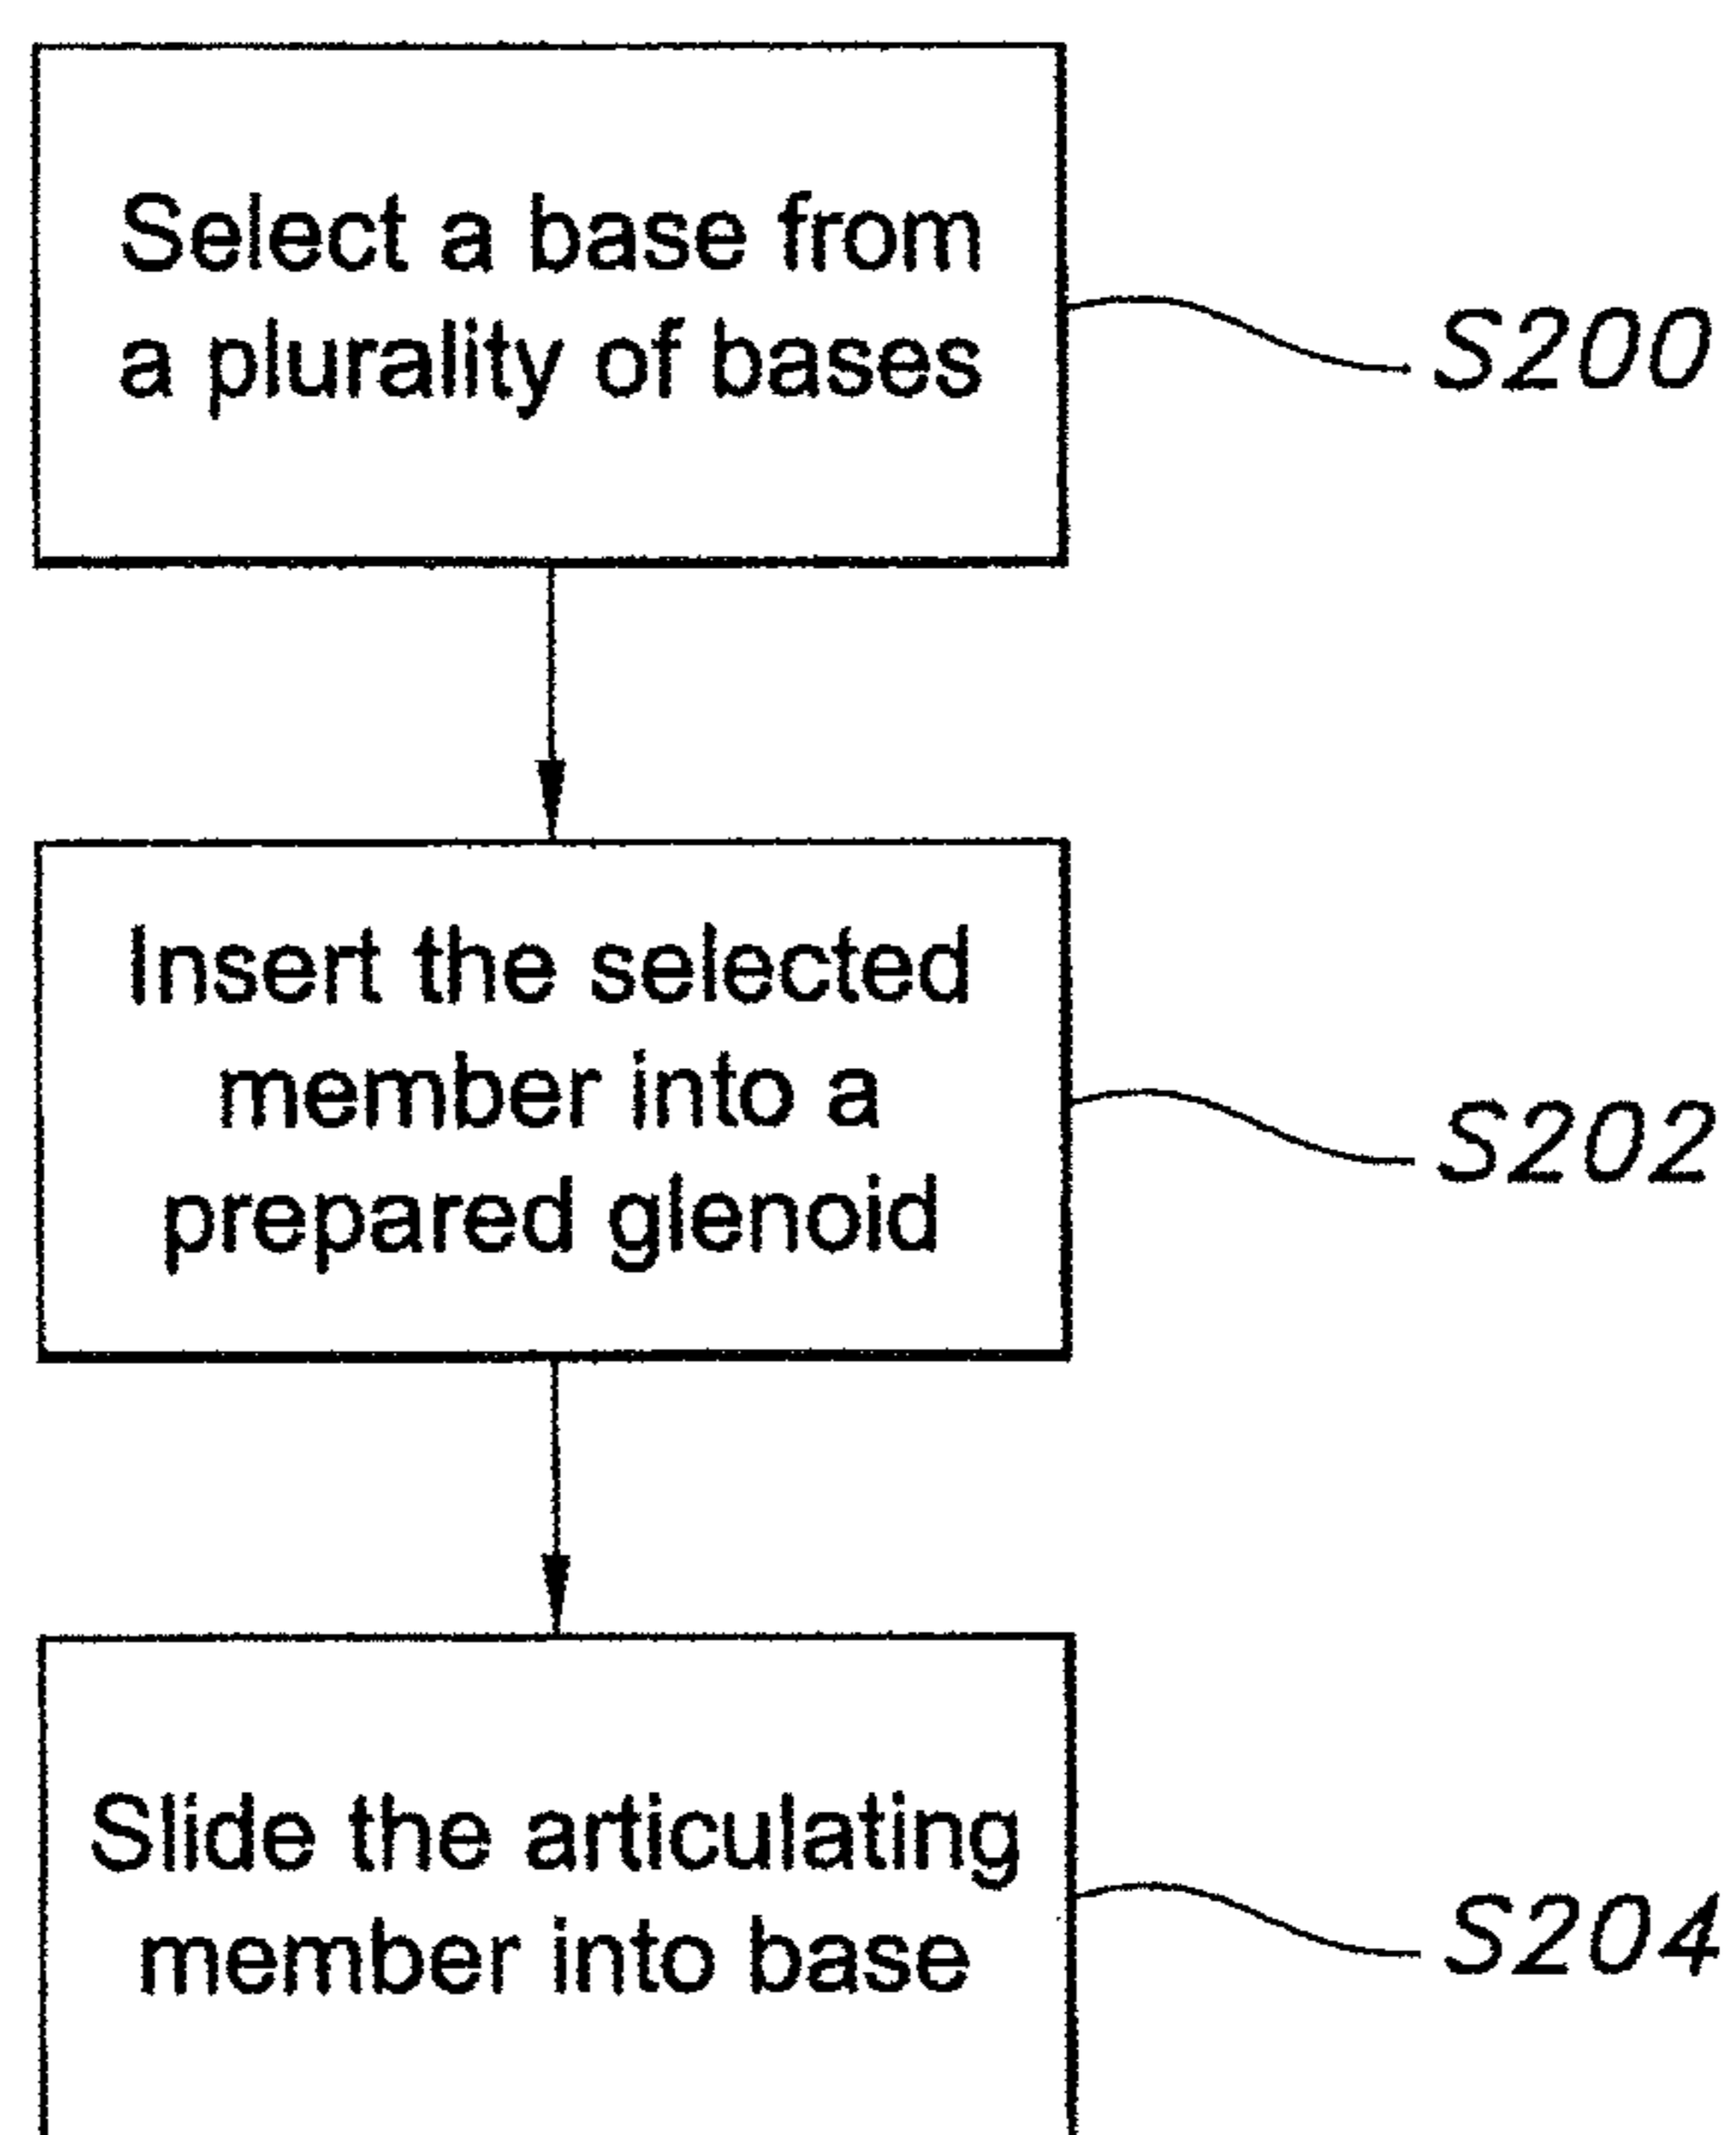 Select a base from
a plurality of bases
S200
Insert the selected
member into a
prepared glenoid
S202
Slide the articulating
member into base
S204